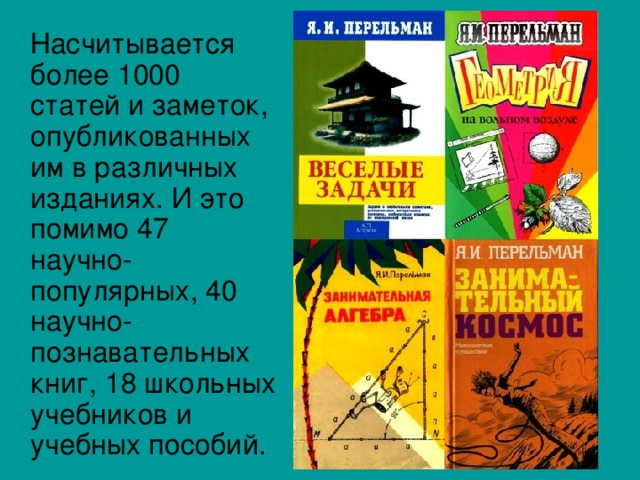 Насчитывается
более 1000
статей и заметок,
опубликованных
им в различных
изданиях. И это
помимо 47
научно-
популярных, 40
научно-
познавательных
книг, 18 школьных
учебников и
учебных пособий.
Я. И. ПЕРЕЛЬМАН
ВЕСЕЛЫЕ
ЗАДАЧИ
Я.И. ПЕРЕЛЬМАН
ГЕОМЕТРИЯ
на вольном воздухе
Я.И.Перельман
ЗАНИМАТЕЛЬНАЯ
АЛГЕБРА
Я.И. ПЕРЕЛЬМАН
ЗАНИМА-
ТЕЛЬНЫЙ
КОСМОС
Межпланетные
путешествия